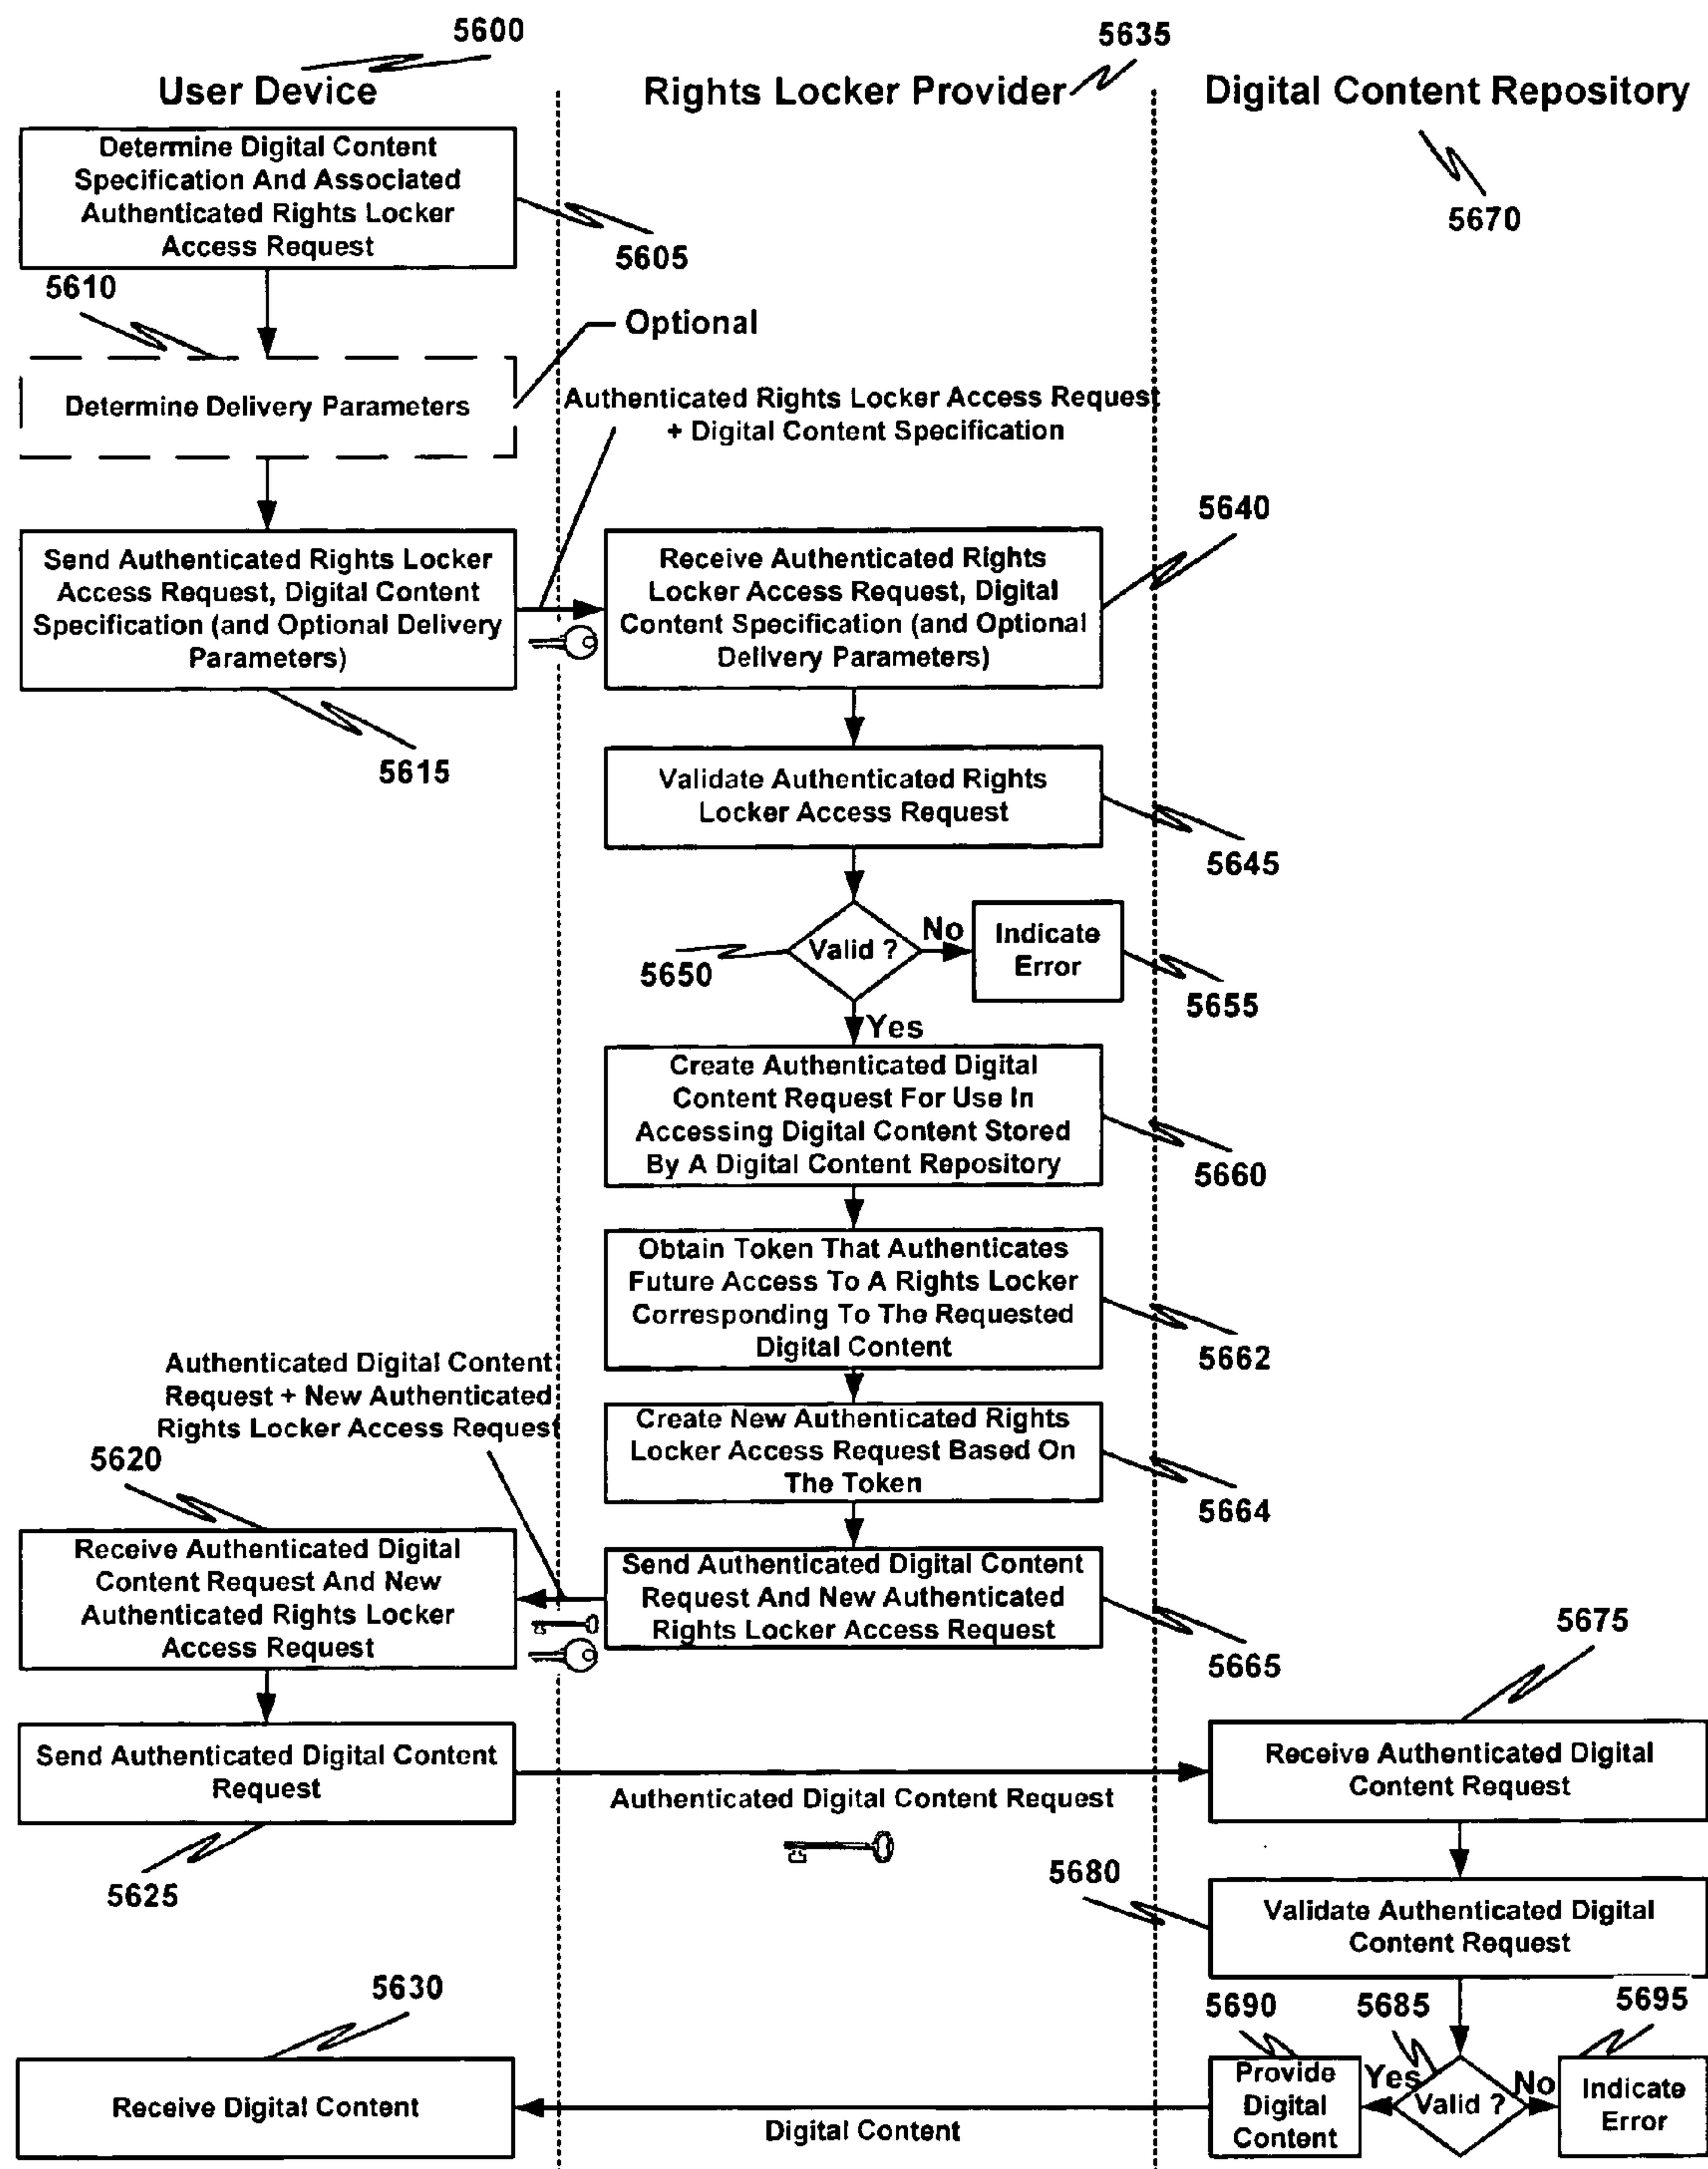 5600
5635
User Device
Rights Locker Provider
Digital Content Repository
5670
Determine Digital Content
Specification And Associated
Authenticated Rights Locker
Access Request
5605
5610
Optional
Determine Delivery Parameters
Authenticated Rights Locker Access Request
+ Digital Content Specification
5640
Send Authenticated Rights Locker
Access Request, Digital Content
Specification (and Optional Delivery
Parameters)
Receive Authenticated Rights
Locker Access Request, Digital
Content Specification (and Optional
Delivery Parameters)
5615
Validate Authenticated Rights
Locker Access Request
5645
Valid ?
No
Indicate
Error
5650
5655
Yes
Create Authenticated Digital
Content Request For Use In
Accessing Digital Content Stored
By A Digital Content Repository
5660
Obtain Token That Authenticates
Future Access To A Rights Locker
Corresponding To The Requested
Digital Content
5662
Authenticated Digital Content
Request + New Authenticated
Rights Locker Access Request
Create New Authenticated Rights
Locker Access Request Based On
The Token
5664
5620
Receive Authenticated Digital
Content Request And New
Authenticated Rights Locker
Access Request
Send Authenticated Digital Content
Request And New Authenticated
Rights Locker Access Request
5665
5675
Send Authenticated Digital Content
Request
Authenticated Digital Content Request
Receive Authenticated Digital
Content Request
5625
5680
Validate Authenticated Digital
Content Request
5630
5690
5685
5695
Receive Digital Content
Digital Content
Provide
Digital
Content
Yes
Valid ?
No
Indicate
Error